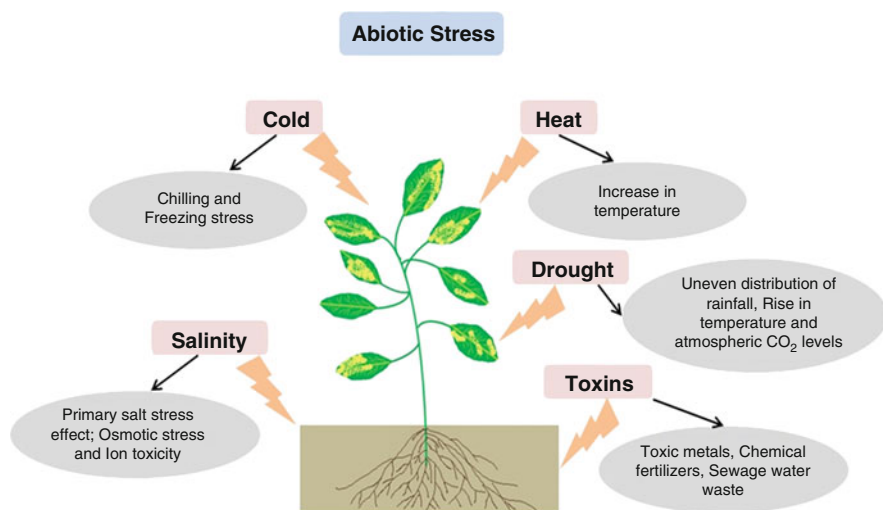 Abiotic Stress
Cold
Heat
Chilling and
Freezing stress
Increase in
temperature
Drought
Uneven distribution of
rainfall, Rise in
temperature and
atmospheric CO₂ levels
Salinity
Toxins
Primary salt stress
effect; Osmotic stress
and Ion toxicity
Toxic metals, Chemical
fertilizers, Sewage water
waste